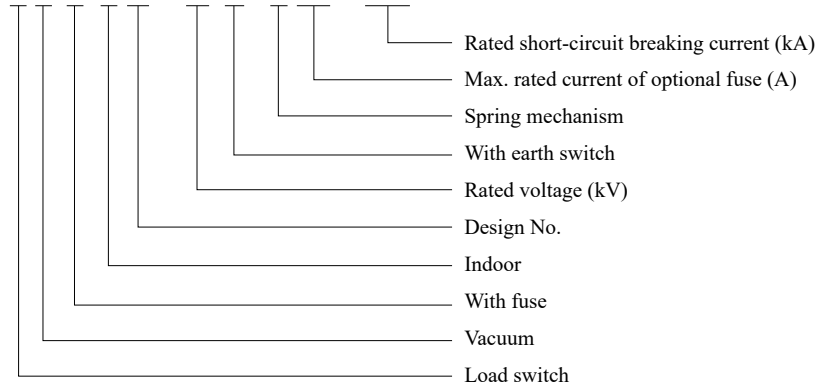 Rated short-circuit breaking current (kA)
Max. rated current of optional fuse (A)
Spring mechanism
With earth switch
Rated voltage (kV)
Design No.
Indoor
With fuse
Vacuum
Load switch